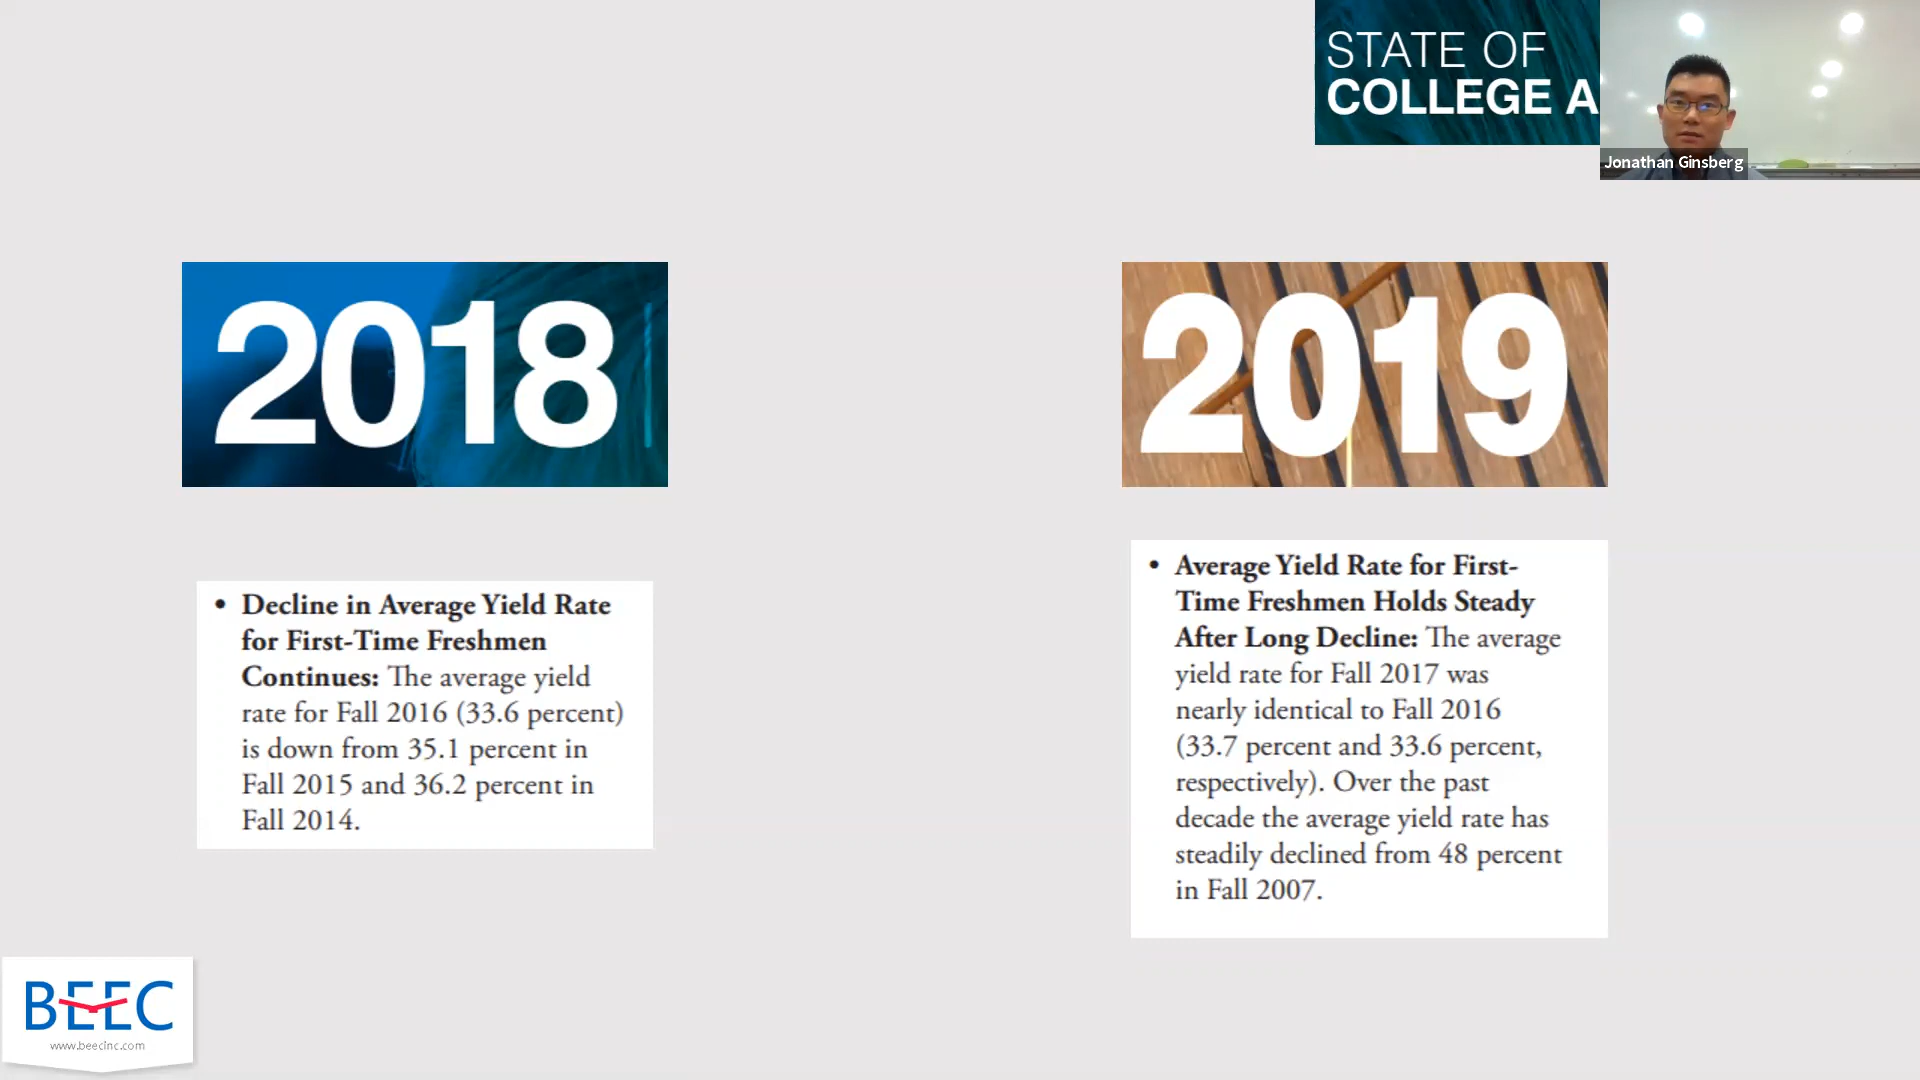 STATE OF
COLLEGE A
Jonathan Ginsberg
2018
2019
• Decline in Average Yield Rate
for First-Time Freshmen
Continues: The average yield
rate for Fall 2016 (33.6 percent)
is down from 35.1 percent in
Fall 2015 and 36.2 percent in
Fall 2014.
• Average Yield Rate for First-
Time Freshmen Holds Steady
After Long Decline: The average
yield rate for Fall 2017 was
nearly identical to Fall 2016
(33.7 percent and 33.6 percent,
respectively). Over the past
decade the average yield rate has
steadily declined from 48 percent
in Fall 2007.
BEEC
www.beecinc.com